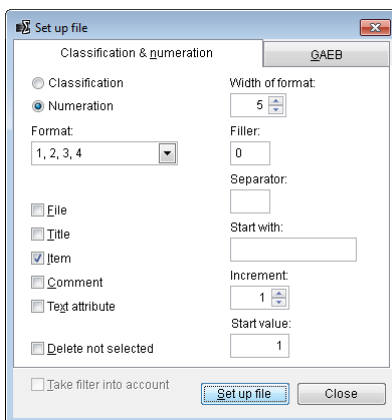 Set up file
Classification & numeration
GAEB
Classification
Numeration
Format:
1, 2, 3, 4
File
Title
Item
Comment
Text attribute
Delete not selected
Width of format:
5
Filler:
0
Separator:
Start with:
Increment:
1
Start value:
1
Take filter into account
Set up file
Close